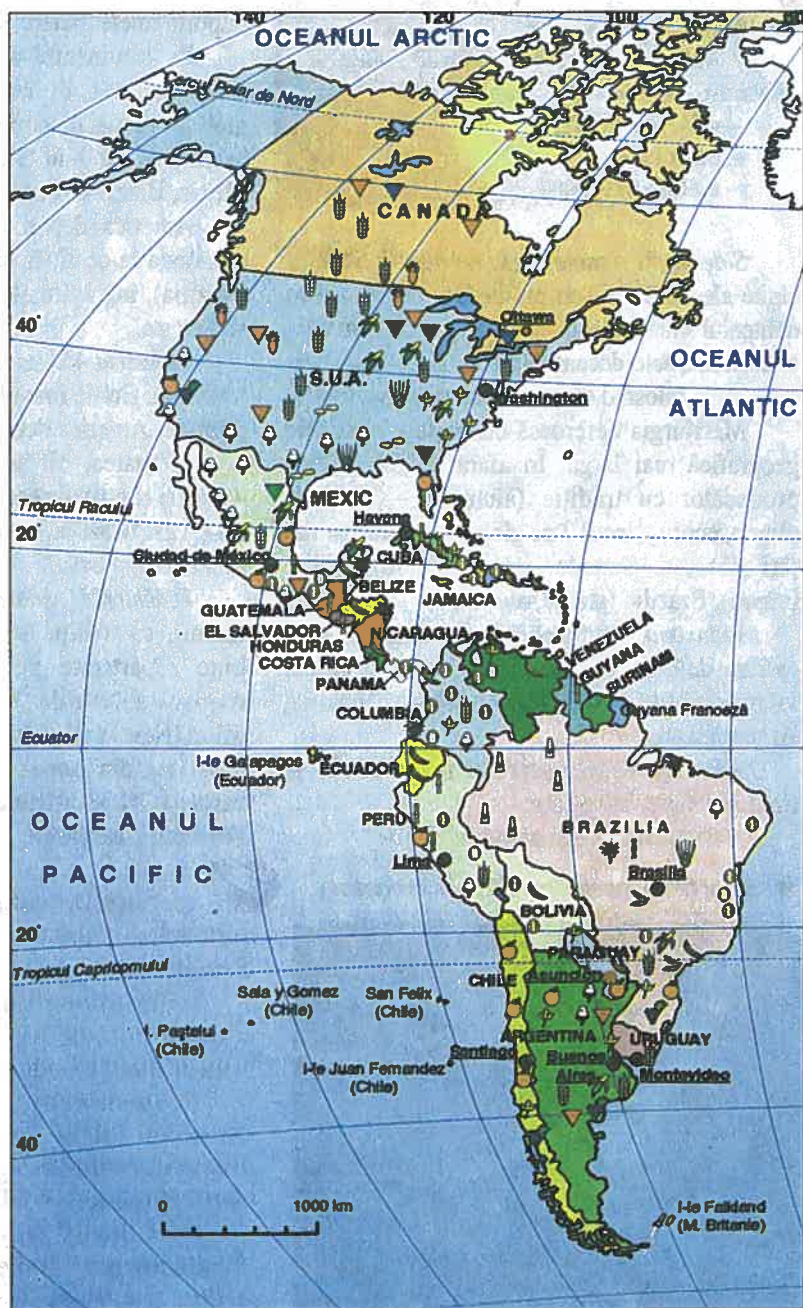 140
120
100
OCEANUL ARCTIC
Cercul Polar de Nord
CANADA
Ottawa
40°
S.U.A.
Washington
OCEANUL
ATLANTIC
MEXIC
Tropicul Racului
Havana
20°
Ciudad de México
CUBA
BELIZE
JAMAICA
GUATEMALA
EL SALVADOR
NICARAGUA
HONDURAS
COSTA RICA
PANAMA
VENEZUELA
GUYANA
SURINAM
COLUMBIA
Guyana Franceză
Ecuator
I-le Galapagos
(Ecuador)
ECUADOR
OCEANUL
PACIFIC
PERU
BRAZILIA
Lima
Brasilia
BOLIVIA
20°
PARAGUAY
Tropicul Capricornului
CHILE
Asunción
Sala y Gomez
(Chile)
San Felix
(Chile)
I. Paştelui
(Chile)
ARGENTINA
URUGUAY
Santiago
Buenos
Aires
I-le Juan Fernandez
(Chile)
Montevideo
40°
0
1000 km
I-le Falkland
(M. Britanie)